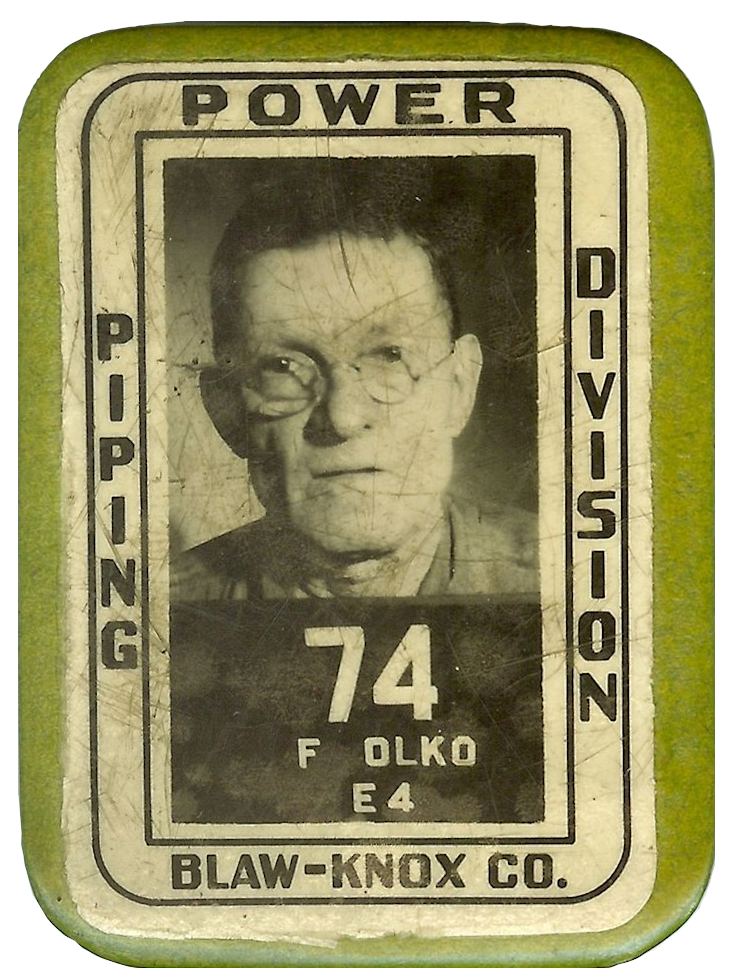 POWER
PIPING
DIVISION
74
F OLKO
E4
BLAW-KNOX CO.